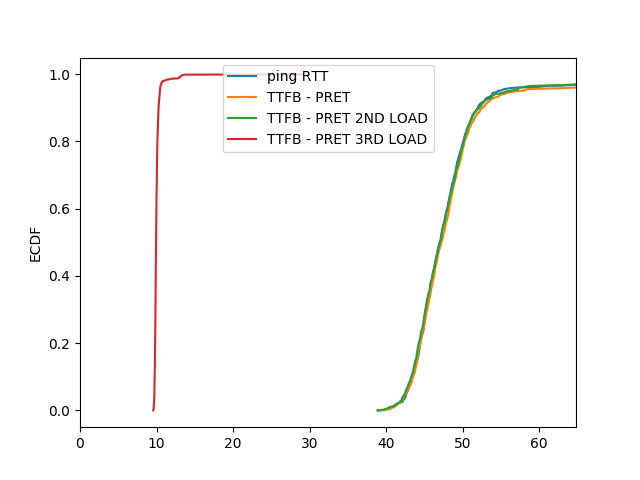 1.0
0.8
0.6
0.4
0.2
0.0
ECDF
ping RTT
TTFB - PRET
TTFB - PRET 2ND LOAD
TTFB - PRET 3RD LOAD
0 10 20 30 40 50 60